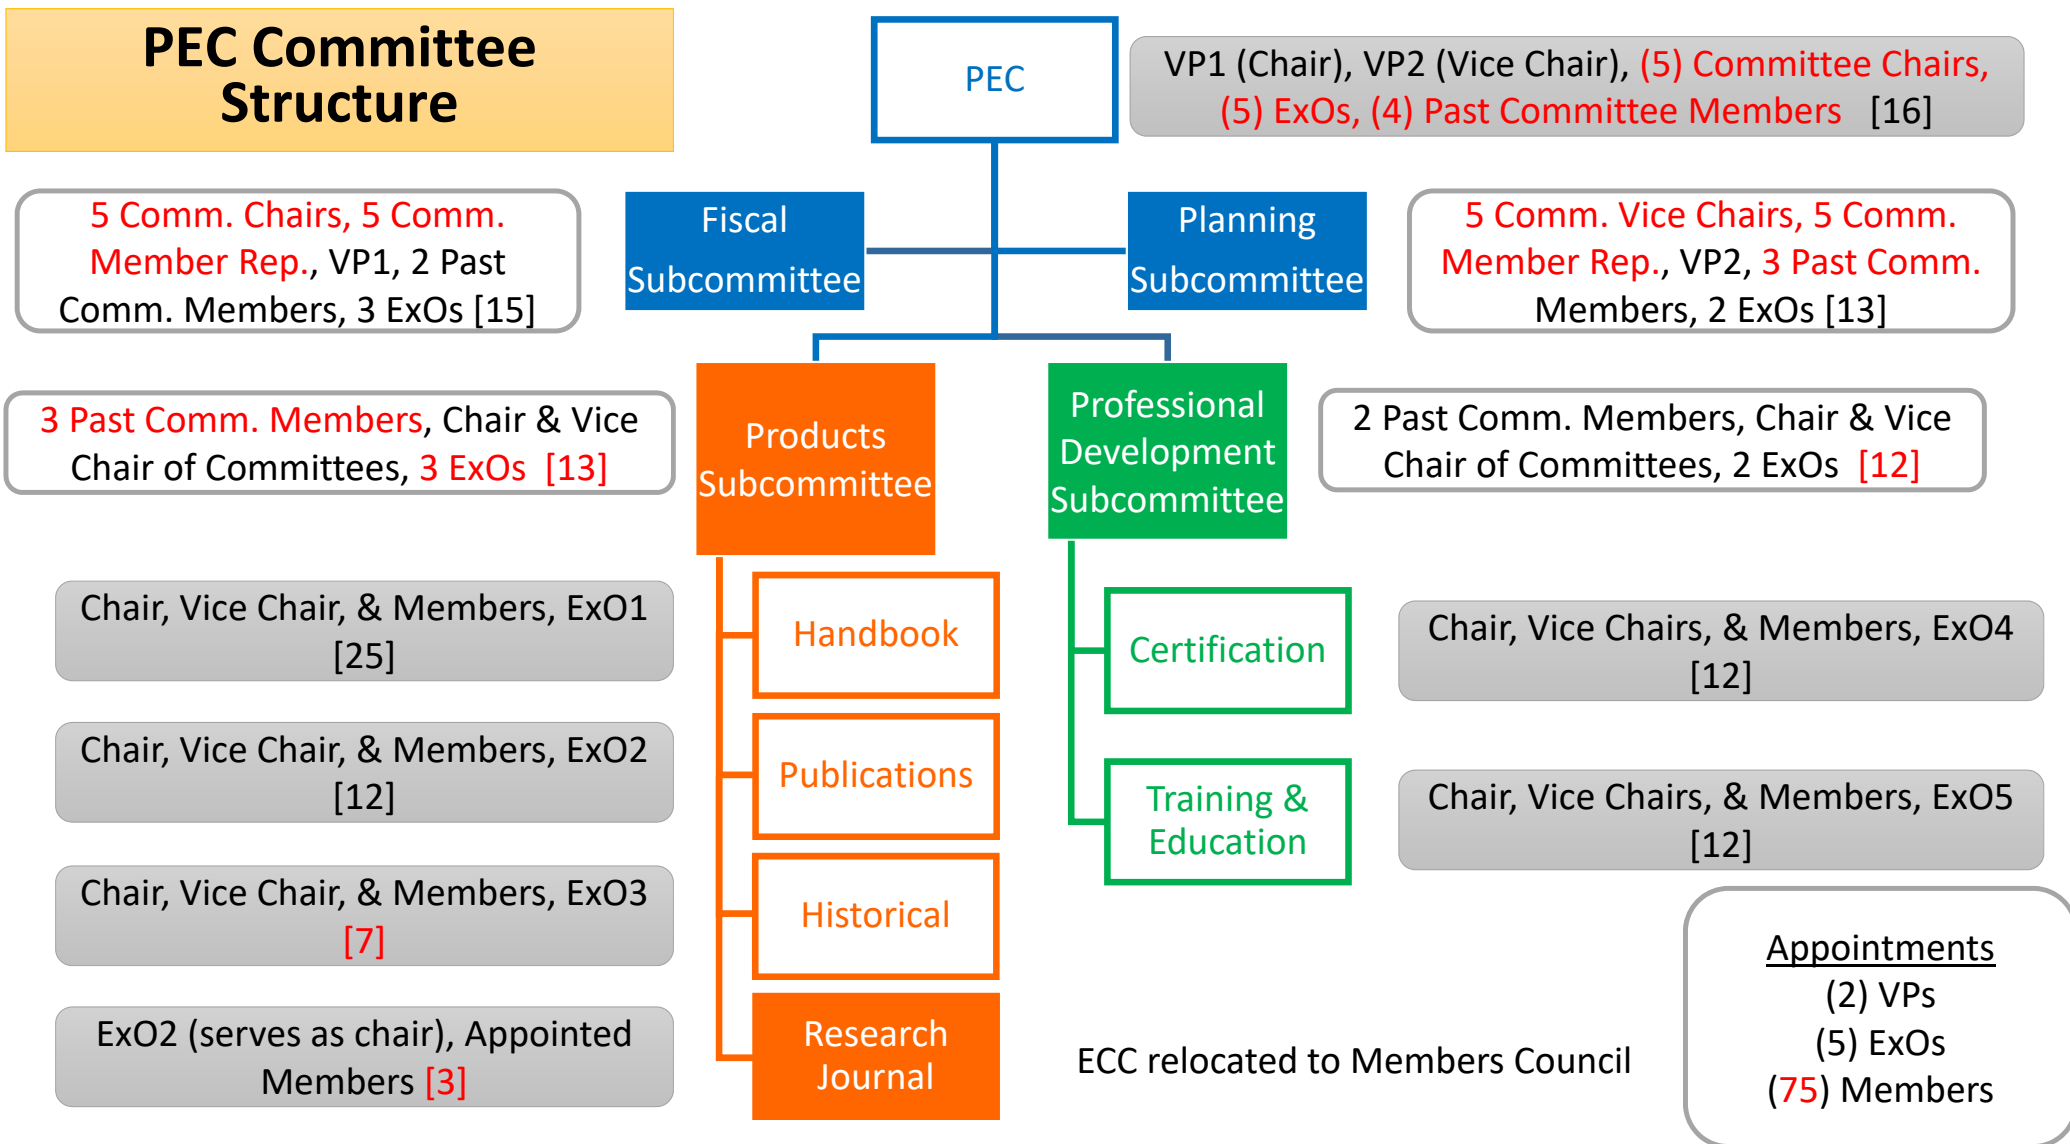 PEC Committee
Structure
PEC
VP1 (Chair), VP2 (Vice Chair), (5) Committee Chairs,
(5) ExOs, (4) Past Committee Members [16]
5 Comm. Chairs, 5 Comm.
Member Rep., VP1, 2 Past
Comm. Members, 3 ExOs [15]
Fiscal
Subcommittee
Planning
Subcommittee
5 Comm. Vice Chairs, 5 Comm.
Member Rep., VP2, 3 Past Comm.
Members, 2 ExOs [13]
3 Past Comm. Members, Chair & Vice
Chair of Committees, 3 ExOs [13]
Products
Subcommittee
Professional
Development
Subcommittee
2 Past Comm. Members, Chair & Vice
Chair of Committees, 2 ExOs [12]
Chair, Vice Chair, & Members, ExO1
[25]
Handbook
Chair, Vice Chair, & Members, ExO2
[12]
Publications
Chair, Vice Chair, & Members, ExO3
[7]
Historical
ExO2 (serves as chair), Appointed
Members [3]
Research
Journal
Certification
Chair, Vice Chairs, & Members, ExO4
[12]
Training &
Education
Chair, Vice Chairs, & Members, ExO5
[12]
ECC relocated to Members Council
Appointments
(2) VPs
(5) ExOs
(75) Members